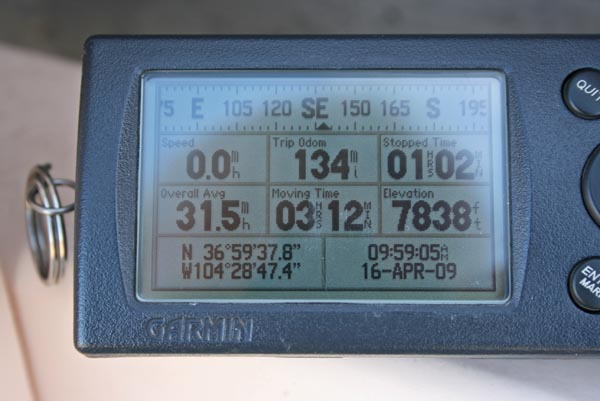 75 E 105 120 SE 150 165 S 195
Speed Trip Odom Stopped Time
0.0 mh 134 mi 01 HRS 02 MIN
Overall Avg Moving Time Elevation
31.5 mh 03 HRS 12 MIN 7838 ft
N 36°59'37.8" 09:59:05 AM
W104°28'47.4" 16-APR-09
GARMIN
QUIT
ENT
MARK